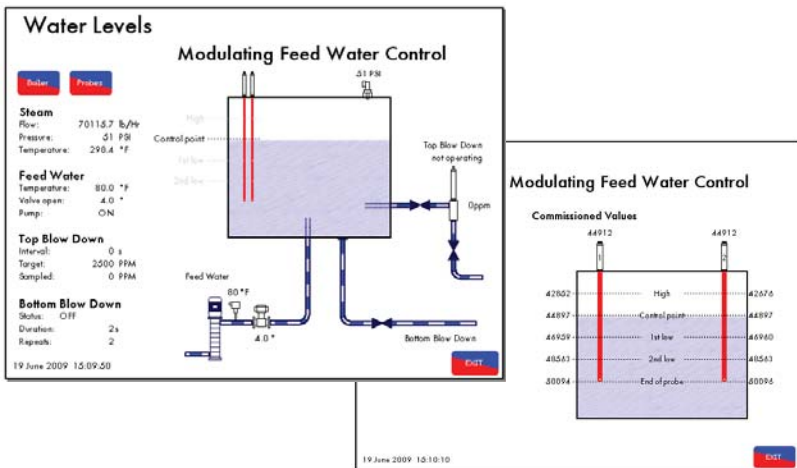 Water Levels
Modulating Feed Water Control
51 PSI
Boiler Probes
Steam
Flow: 70115.7 lb/Hr
Pressure: 51 PSI
Temperature: 298.4 °F
Feed Water
Temperature: 80.0 °F
Valve open: 4.0 °
Pump: ON
Top Blow Down
Interval: 0 s
Target: 2500 PPM
Sampled: 0 PPM
Bottom Blow Down
Status: OFF
Duration: 2 s
Repeats: 2
19 June 2009 15:09:50
High
Control point
1st low
2nd low
Top Blow Down
not operating
0ppm
Feed Water
80 °F
4.0 °
Bottom Blow Down
EXIT
Modulating Feed Water Control
Commissioned Values
44912 44912
1 2
High
44897 Control point 44897
46959 1st low 46960
48563 2nd low 48563
End of probe
19 June 2009 15:10:10
EXIT